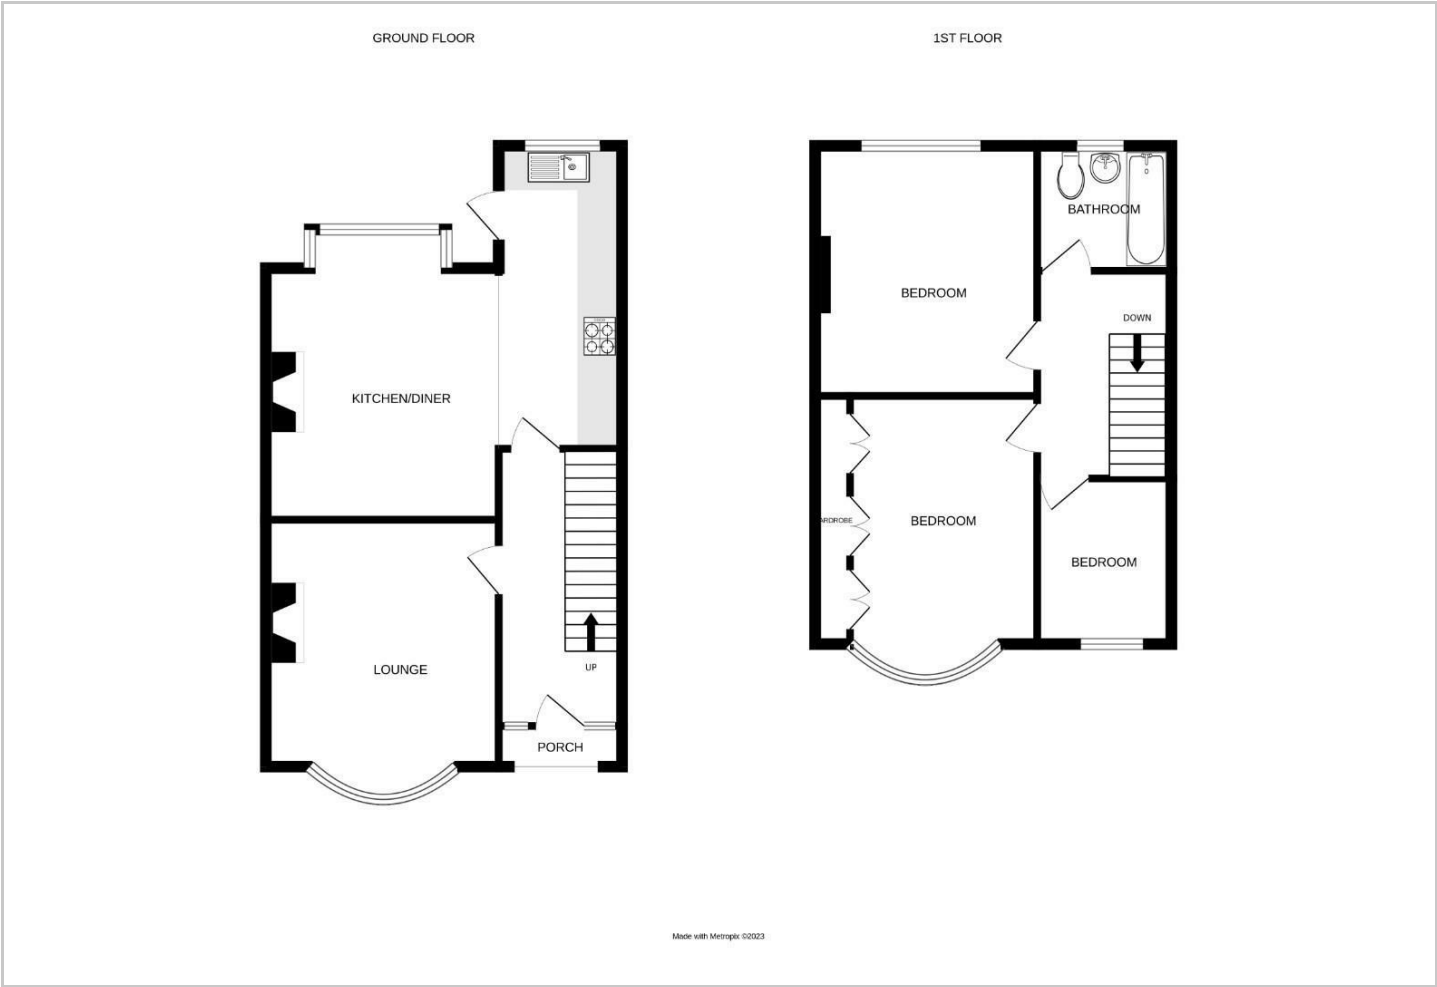 GROUND FLOOR
1ST FLOOR
BATHROOM
BEDROOM
DOWN
KITCHEN/DINER
BEDROOM
ARDROBE
BEDROOM
LOUNGE
UP
PORCH
Made with Metropix ©2023